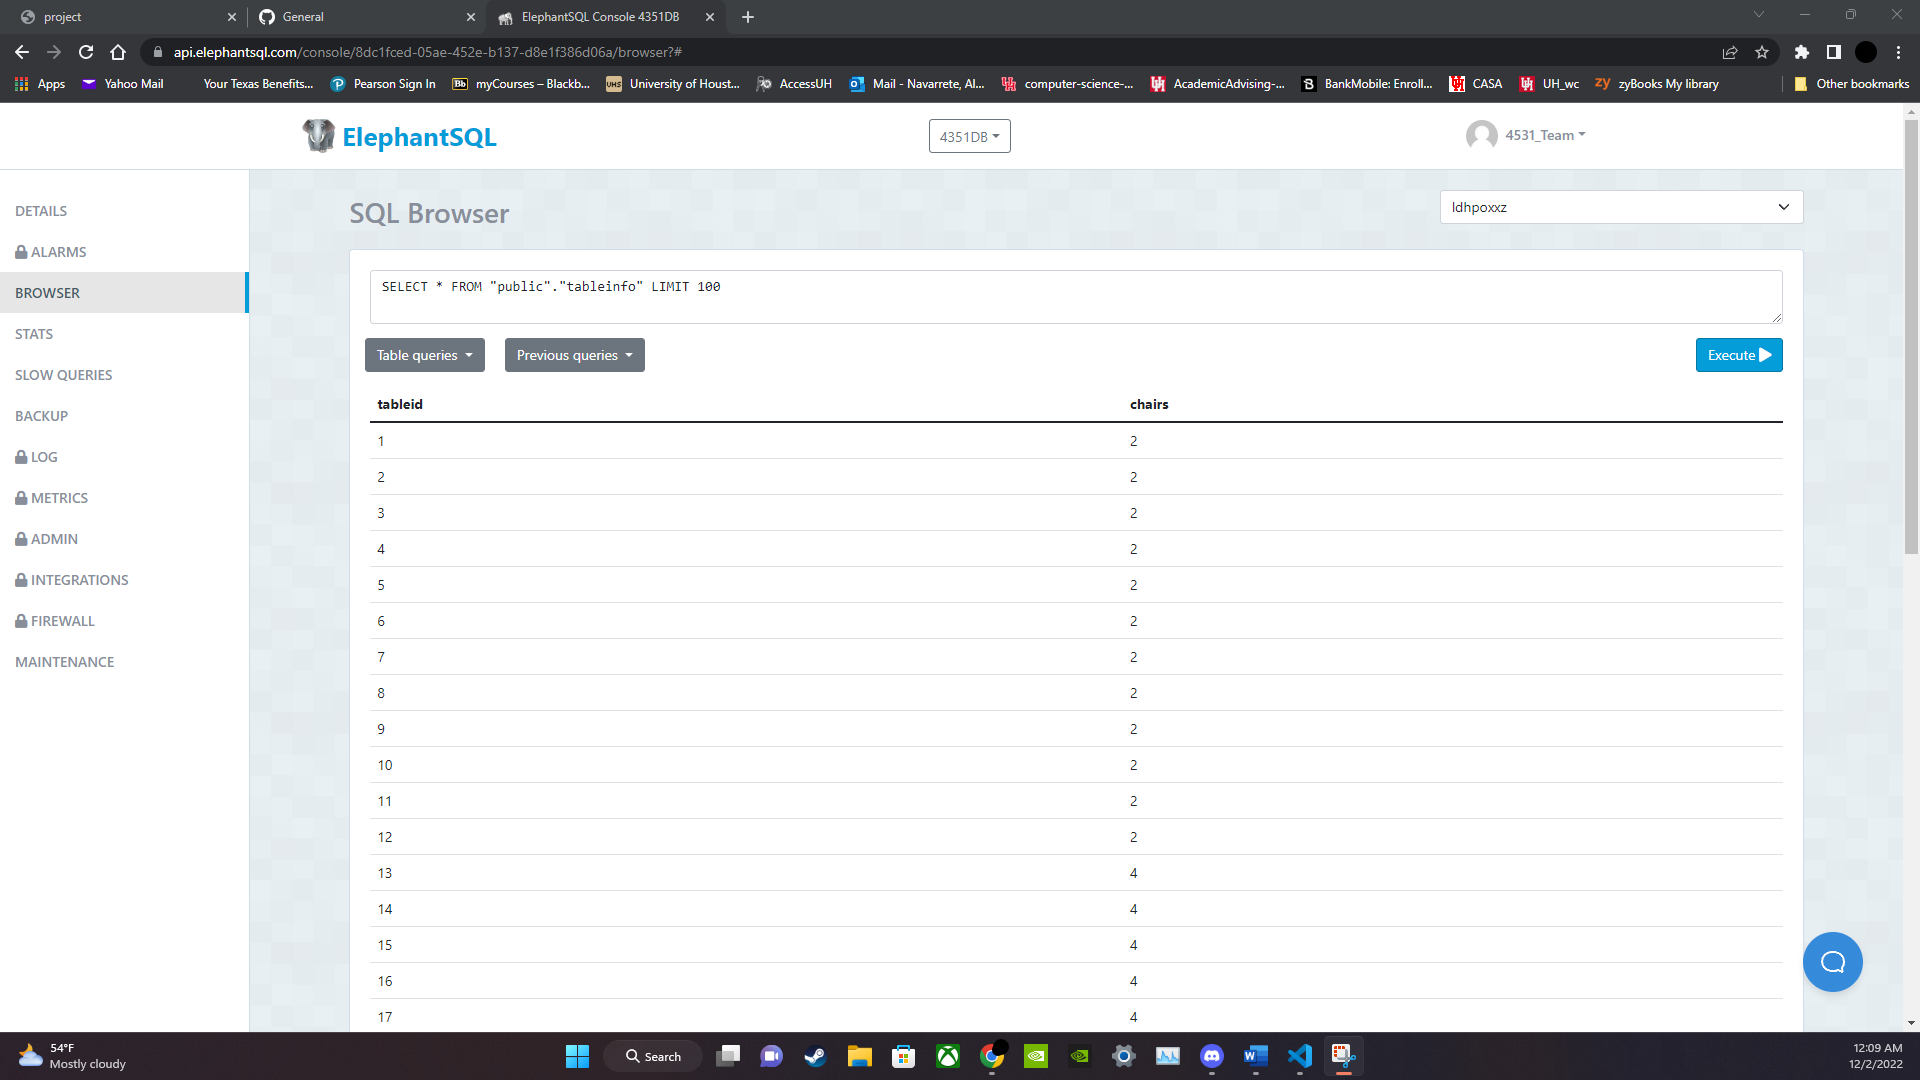 project
General
ElephantSQL Console 4351DB
api.elephantsql.com/console/8dc1fced-05ae-452e-b137-d8e1f386d06a/browser?#
Apps
Yahoo Mail
Your Texas Benefits...
Pearson Sign In
Bb myCourses – Blackb...
UHS University of Houst...
AccessUH
Mail - Navarrete, Al...
computer-science-...
AcademicAdvising-...
B BankMobile: Enroll...
CASA
UH_wc
zy zyBooks My library
Other bookmarks
ElephantSQL
4351DB
4531_Team
DETAILS
ALARMS
BROWSER
STATS
SLOW QUERIES
BACKUP
LOG
METRICS
ADMIN
INTEGRATIONS
FIREWALL
MAINTENANCE
SQL Browser
ldhpoxxz
SELECT * FROM "public"."tableinfo" LIMIT 100
Table queries
Previous queries
Execute
tableid chairs
1 2
2 2
3 2
4 2
5 2
6 2
7 2
8 2
9 2
10 2
11 2
12 2
13 4
14 4
15 4
16 4
17 4
54°F
Mostly cloudy
Search
12:09 AM
12/2/2022